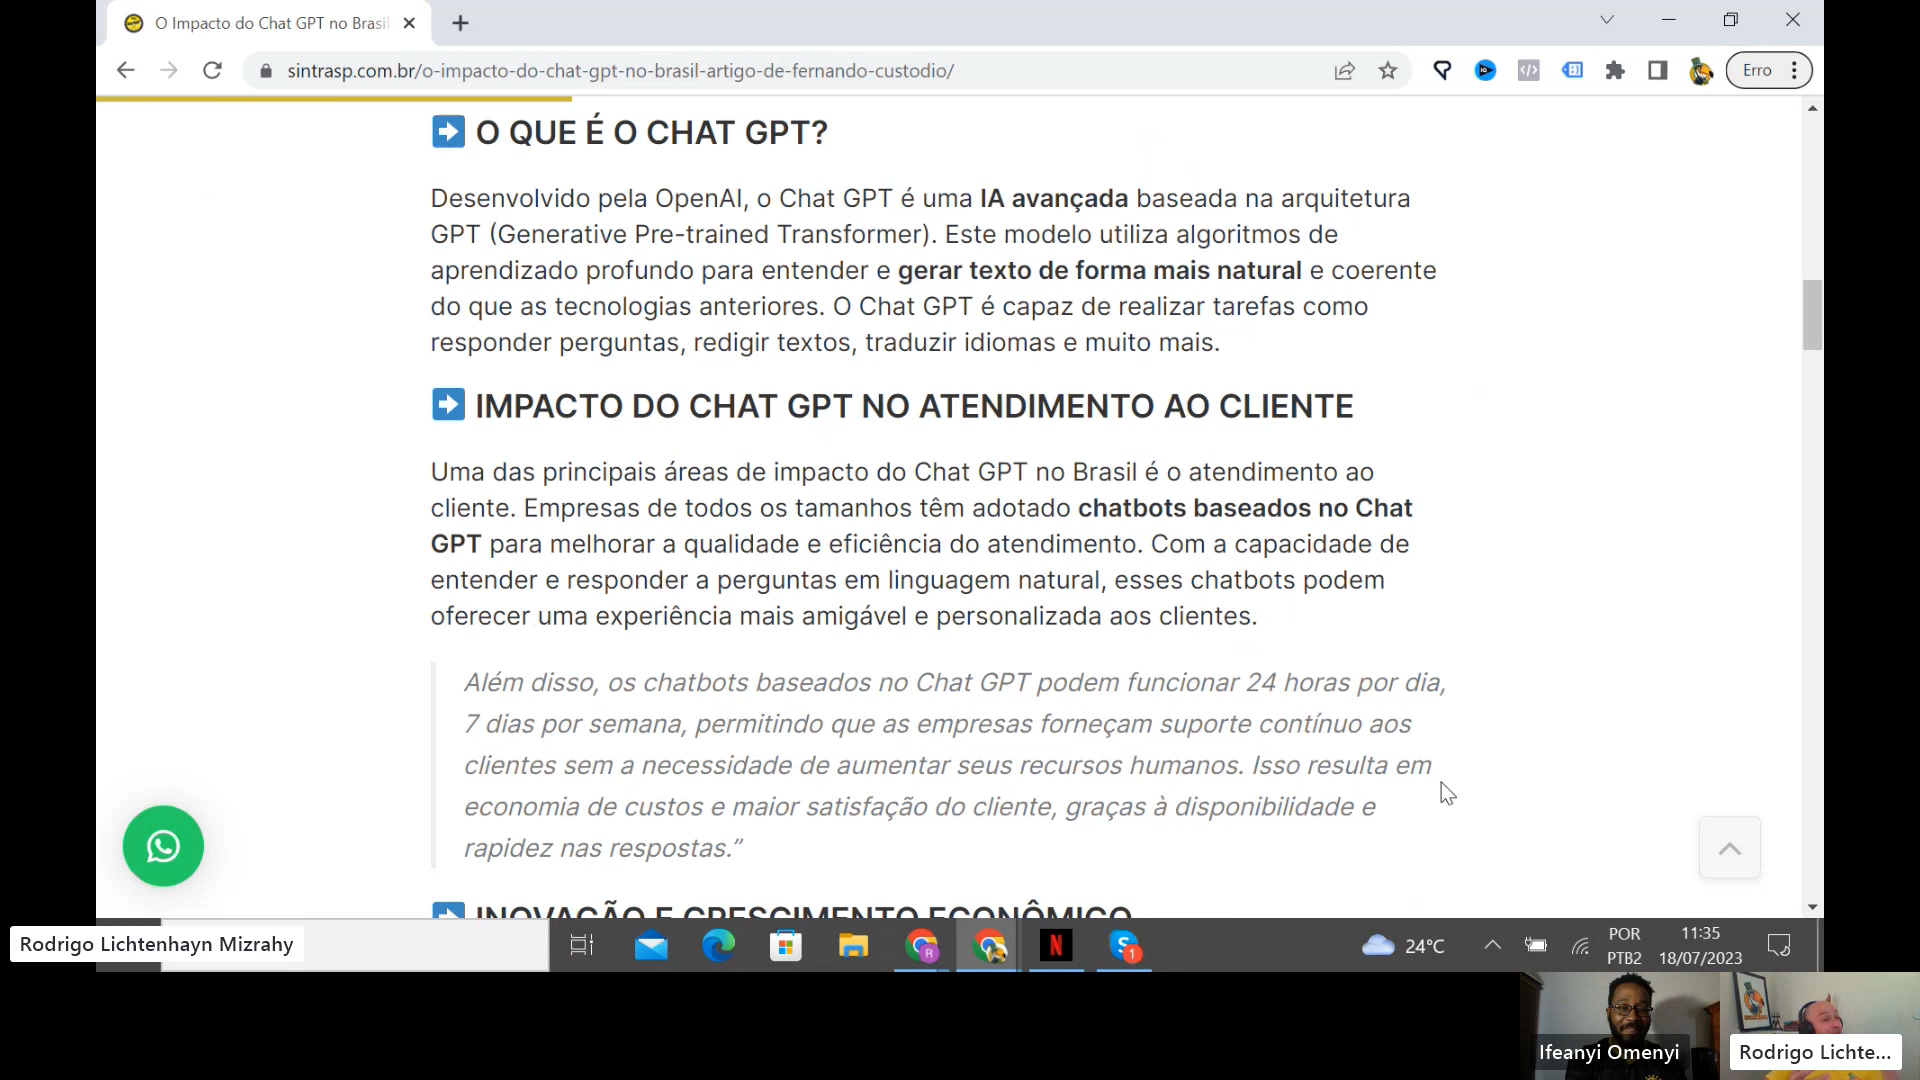 O Impacto do Chat GPT no Brasil
sintrasp.com.br/o-impacto-do-chat-gpt-no-brasil-artigo-de-fernando-custodio/
Erro
O QUE É O CHAT GPT?
Desenvolvido pela OpenAI, o Chat GPT é uma IA avançada baseada na arquitetura
GPT (Generative Pre-trained Transformer). Este modelo utiliza algoritmos de
aprendizado profundo para entender e gerar texto de forma mais natural e coerente
do que as tecnologias anteriores. O Chat GPT é capaz de realizar tarefas como
responder perguntas, redigir textos, traduzir idiomas e muito mais.
IMPACTO DO CHAT GPT NO ATENDIMENTO AO CLIENTE
Uma das principais áreas de impacto do Chat GPT no Brasil é o atendimento ao
cliente. Empresas de todos os tamanhos têm adotado chatbots baseados no Chat
GPT para melhorar a qualidade e eficiência do atendimento. Com a capacidade de
entender e responder a perguntas em linguagem natural, esses chatbots podem
oferecer uma experiência mais amigável e personalizada aos clientes.
Além disso, os chatbots baseados no Chat GPT podem funcionar 24 horas por dia,
7 dias por semana, permitindo que as empresas forneçam suporte contínuo aos
clientes sem a necessidade de aumentar seus recursos humanos. Isso resulta em
economia de custos e maior satisfação do cliente, graças à disponibilidade e
rapidez nas respostas.”
INOVAÇÃO E CRESCIMENTO ECONÔMICO
Rodrigo Lichtenhayn Mizrahy
R
N
S
1
24°C
POR
PTB2
11:35
18/07/2023
Ifeanyi Omenyi
Rodrigo Lichte...